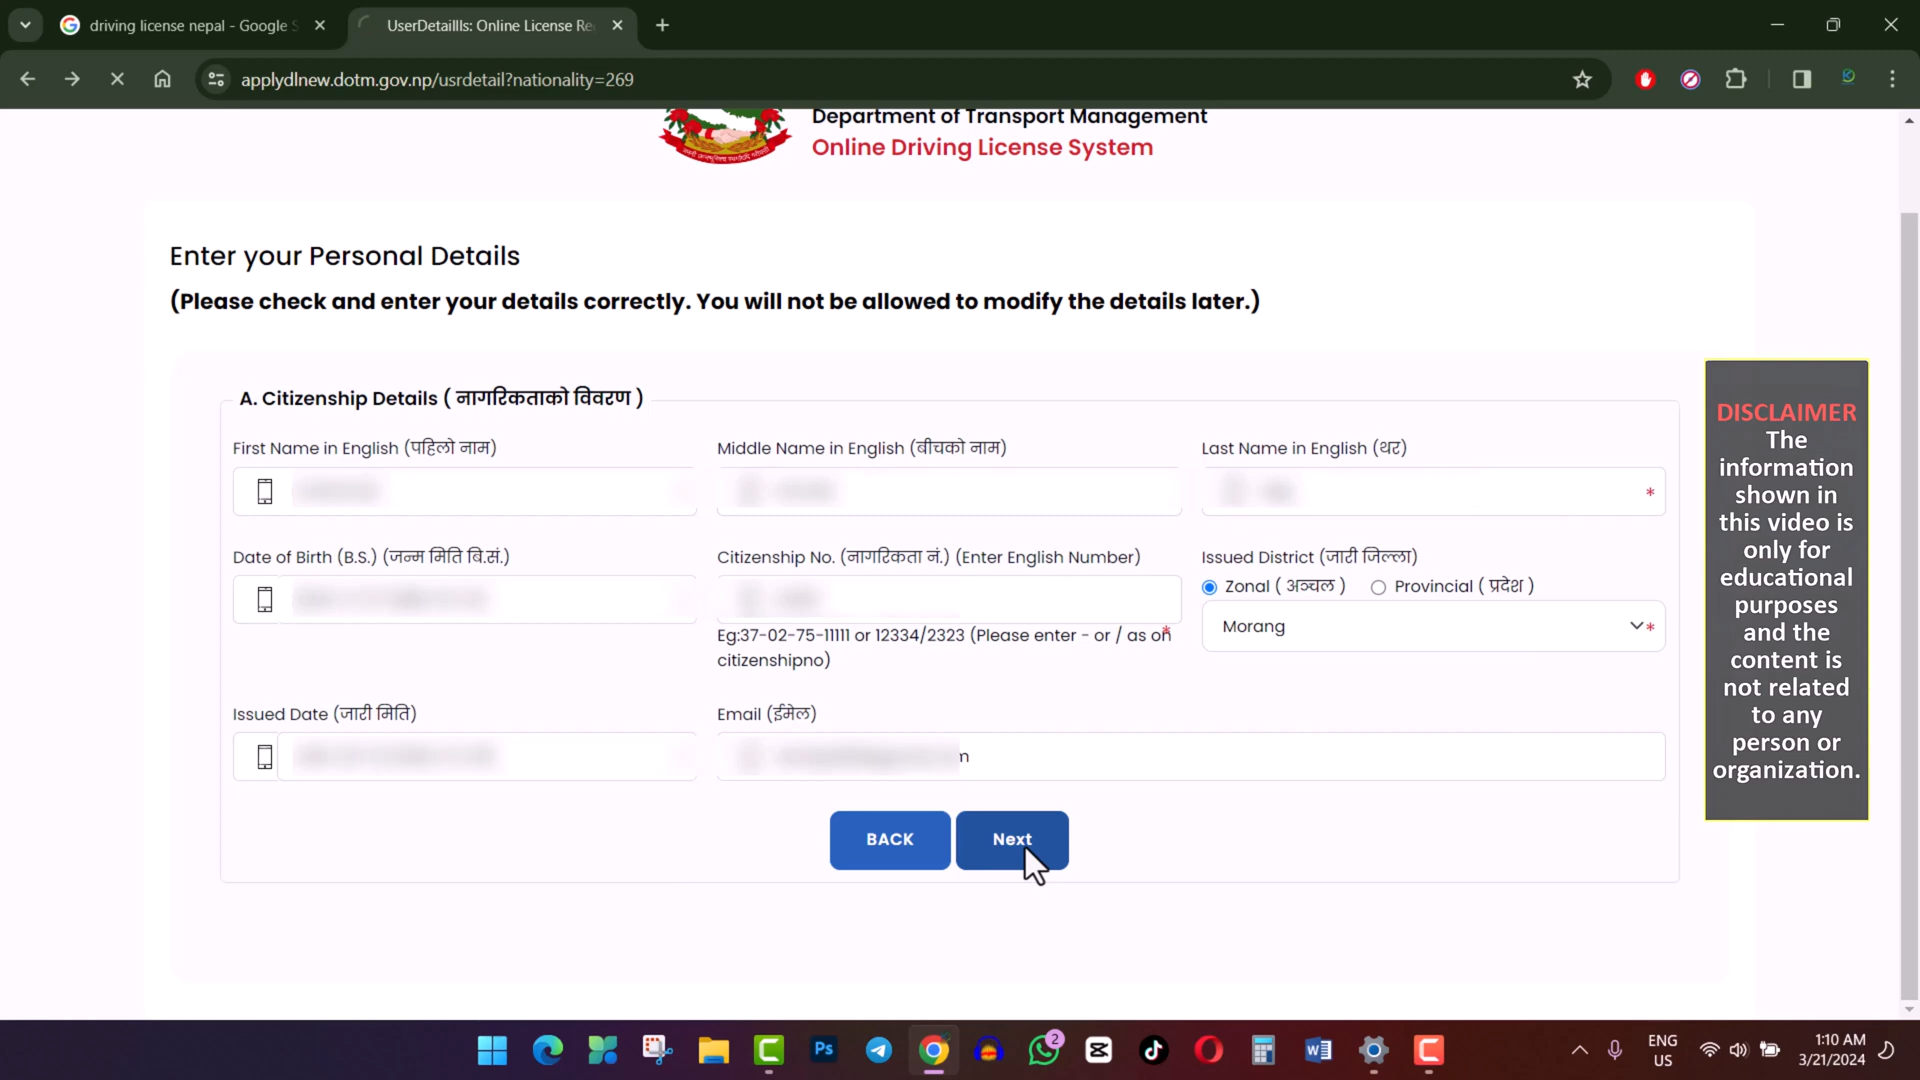 driving license nepal - Google S
UserDetaillls: Online License Re
applydlnew.dotm.gov.np/usrdetail?nationality=269
Department of Transport Management
Online Driving License System
Enter your Personal Details
(Please check and enter your details correctly. You will not be allowed to modify the details later.)
A. Citizenship Details ( नागरिकताको विवरण )
First Name in English (पहिलो नाम)
Middle Name in English (बीचको नाम)
Last Name in English (थर)
*
Date of Birth (B.S.) (जन्म मिति बि.सं.)
Citizenship No. (नागरिकता नं.) (Enter English Number)
Issued District (जारी जिल्ला)
Zonal ( अञ्चल )
Provincial ( प्रदेश )
Morang
*
Eg:37-02-75-11111 or 12334/2323 (Please enter - or / as on
*
citizenshipno)
Issued Date (जारी मिति)
Email (ईमेल)
m
BACK
Next
DISCLAIMER
The
information
shown in
this video is
only for
educational
purposes
and the
content is
not related
to any
person or
organization.
Ps
2
ENG
US
1:10 AM
3/21/2024